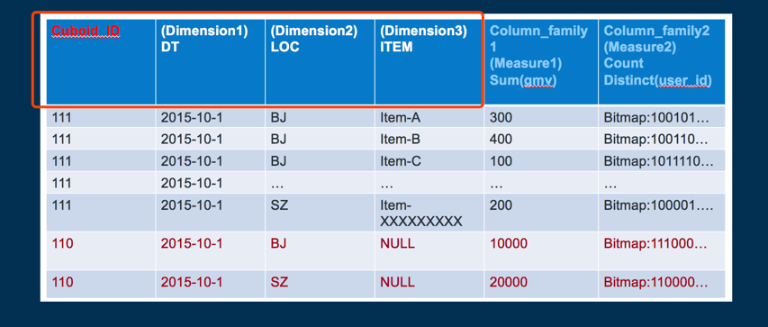 Cuboid_ID (Dimension1) (Dimension2) (Dimension3) Column_family Column_family2
DT LOC ITEM 1 (Measure2)
(Measure1) Count
Sum(gmv) Distinct(user_id)
111 2015-10-1 BJ Item-A 300 Bitmap:100101…
111 2015-10-1 BJ Item-B 400 Bitmap:100110…
111 2015-10-1 BJ Item-C 100 Bitmap:1011110…
111 2015-10-1 … … … …
111 2015-10-1 SZ Item- 200 Bitmap:100001….
XXXXXXXXX
110 2015-10-1 BJ NULL 10000 Bitmap:111000…
110 2015-10-1 SZ NULL 20000 Bitmap:110000…